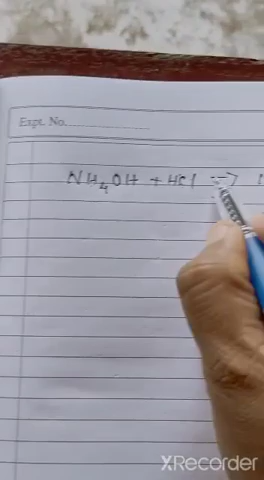 Expt. No.
NH₄OH + HCl →
XRecorder